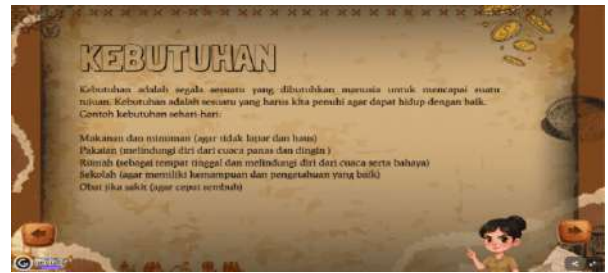 KEBUTUHAN
Kebutuhan adalah segala sesuatu yang dibutuhkan manusia untuk mencapai suatu
tujuan. Kebutuhan adalah sesuatu yang harus kita penuhi agar dapat hidup dengan baik.
Contoh kebutuhan sehari-hari:
Makanan dan minuman (agar tidak lapar dan haus)
Pakaian (melindungi diri dari cuaca panas dan dingin )
Rumah (sebagai tempat tinggal dan melindungi diri dari cuaca serta bahaya)
Sekolah (agar memiliki kemampuan dan pengetahuan yang baik)
Obat jika sakit (agar cepat sembuh)